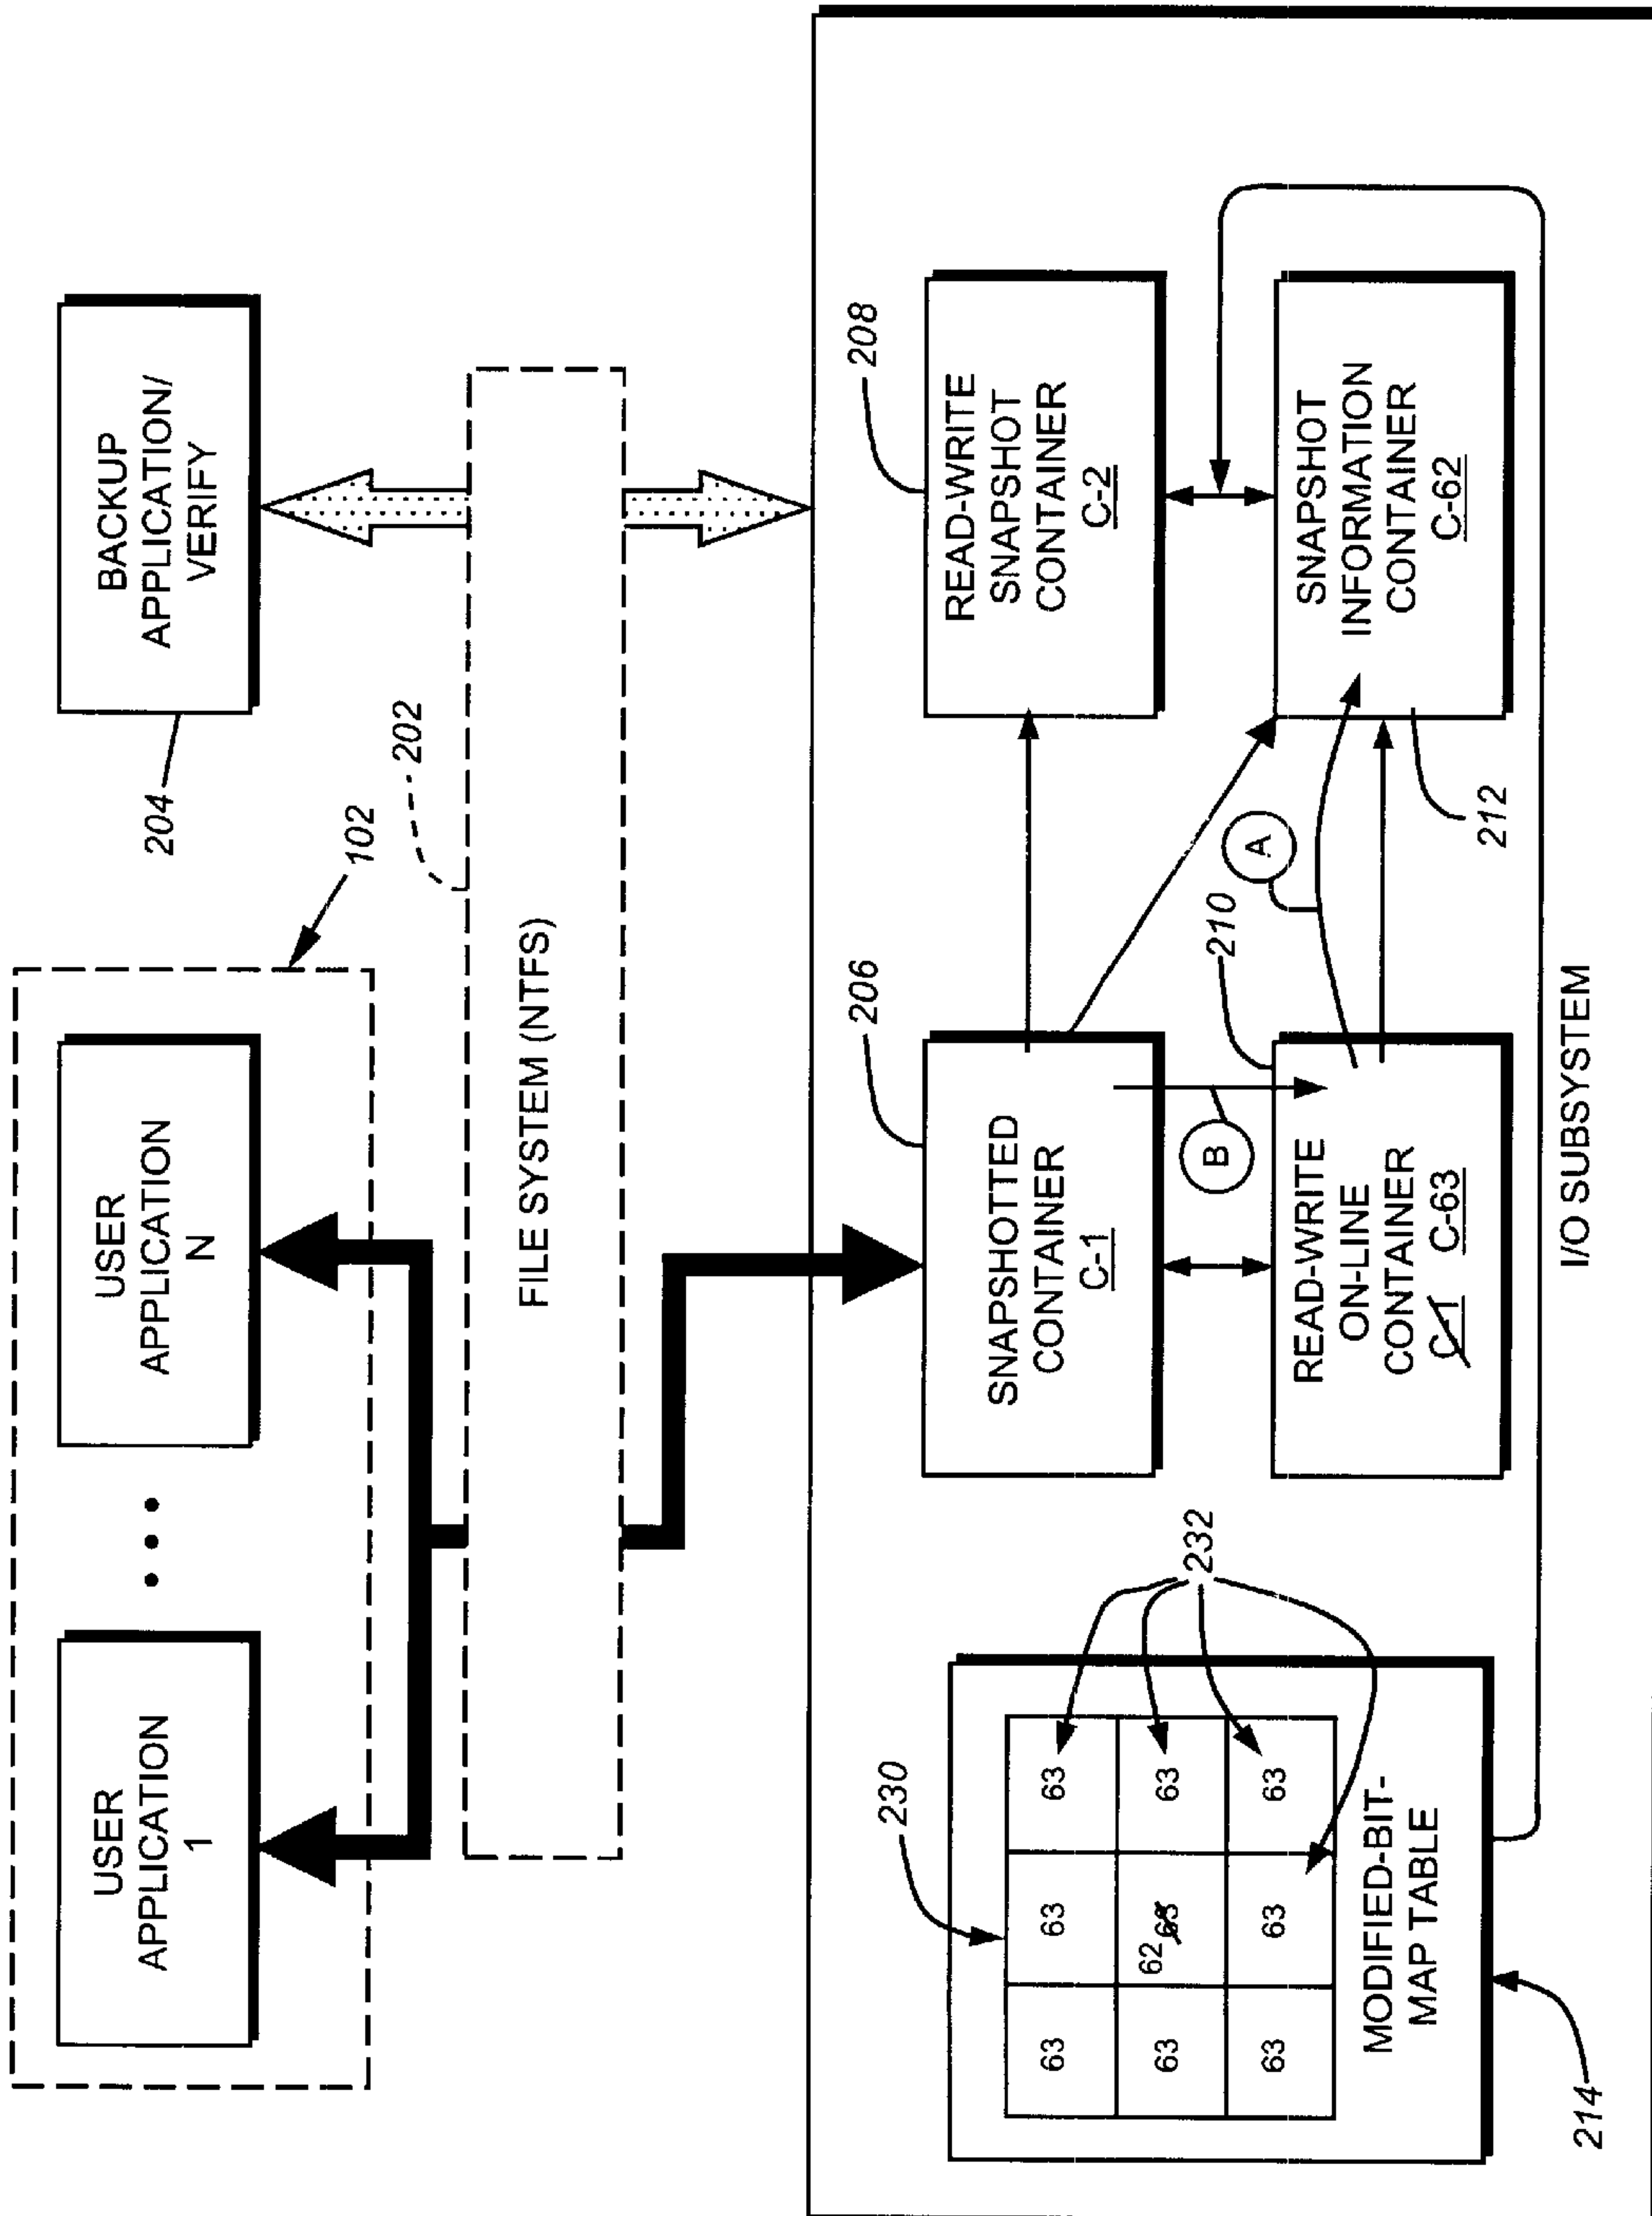 USER
APPLICATION
1
• • •
USER
APPLICATION
N
102
BACKUP
APPLICATION/
VERIFY
204
202
FILE SYSTEM (NTFS)
230
63 63 63
63 62 63 63
63 63 63
232
MODIFIED-BIT-
MAP TABLE
214
206
SNAPSHOTTED
CONTAINER
C-1
208
READ-WRITE
SNAPSHOT
CONTAINER
C-2
B
A
210
READ-WRITE
ON-LINE
CONTAINER
C-1 C-63
SNAPSHOT
INFORMATION
CONTAINER
C-62
212
I/O SUBSYSTEM